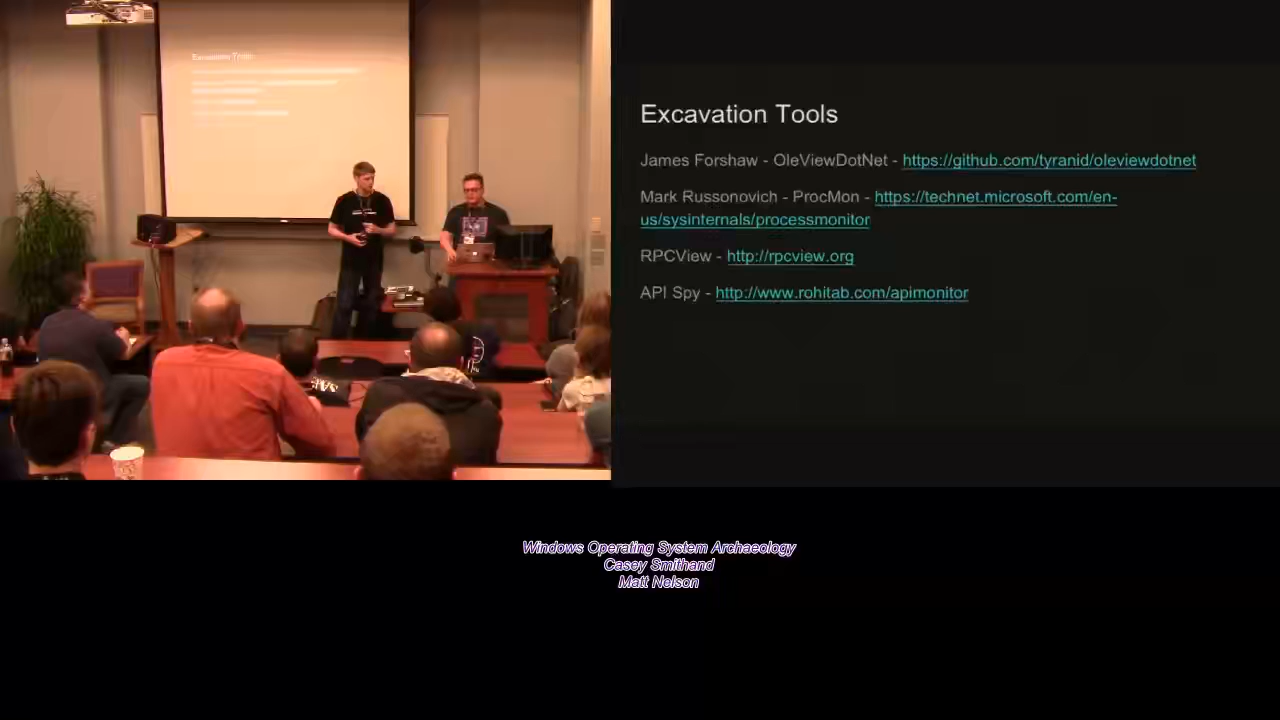 Excavation Tools
Excavation Tools
James Forshaw - OleViewDotNet - https://github.com/tyranid/oleviewdotnet
Mark Russonovich - ProcMon - https://technet.microsoft.com/en-
us/sysinternals/processmonitor
RPCView - http://rpcview.org
API Spy - http://www.rohitab.com/apimonitor
Windows Operating System Archaeology
Casey Smithand
Matt Nelson